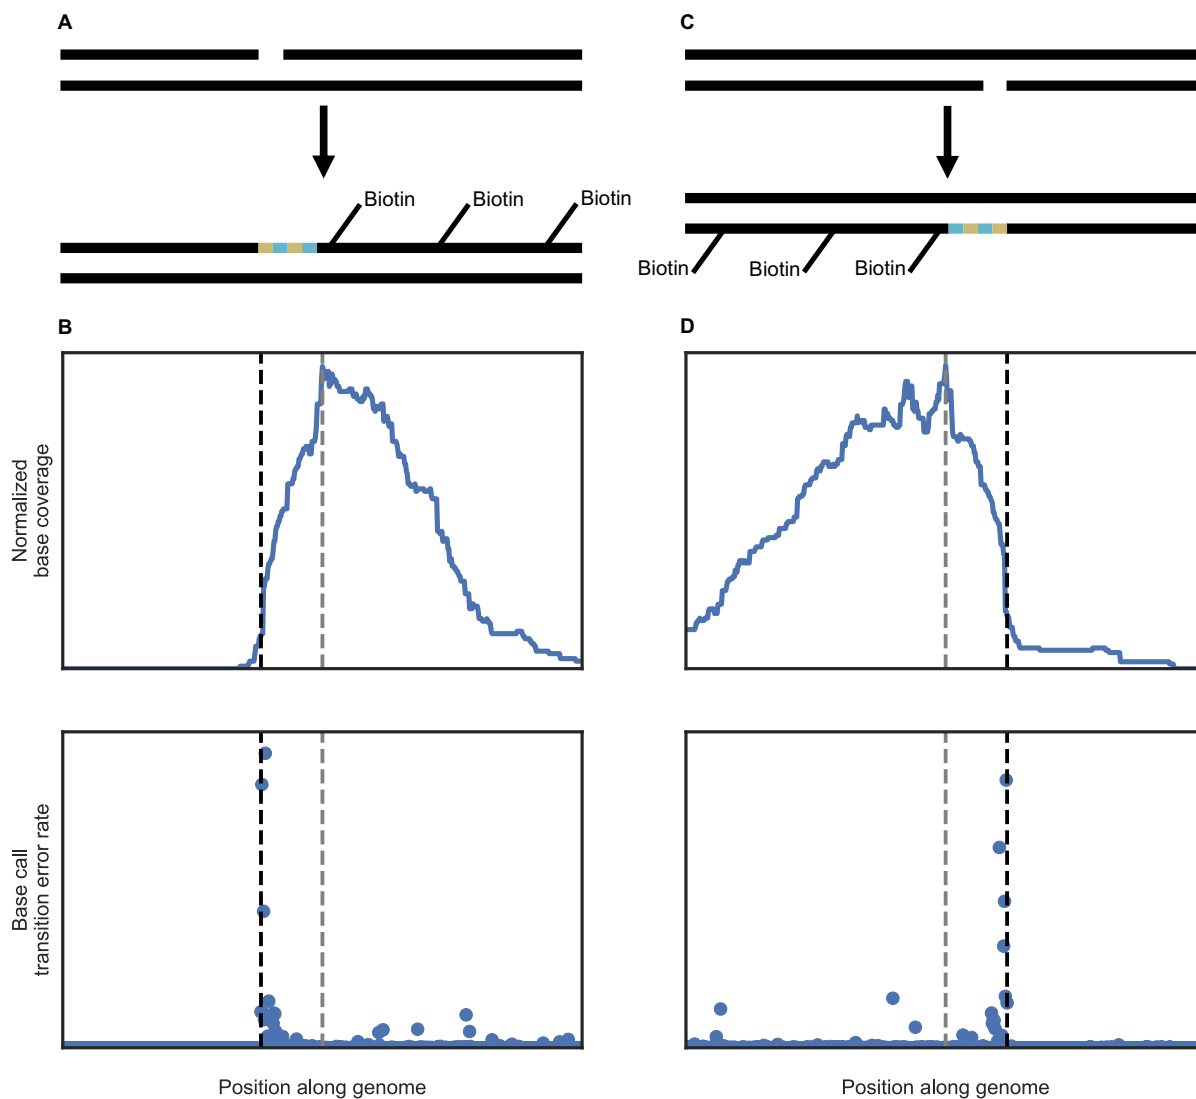 A
C
Biotin
Biotin
Biotin
Biotin
Biotin
Biotin
B
D
Normalized
base coverage
Base call
transition error rate
Position along genome
Position along genome